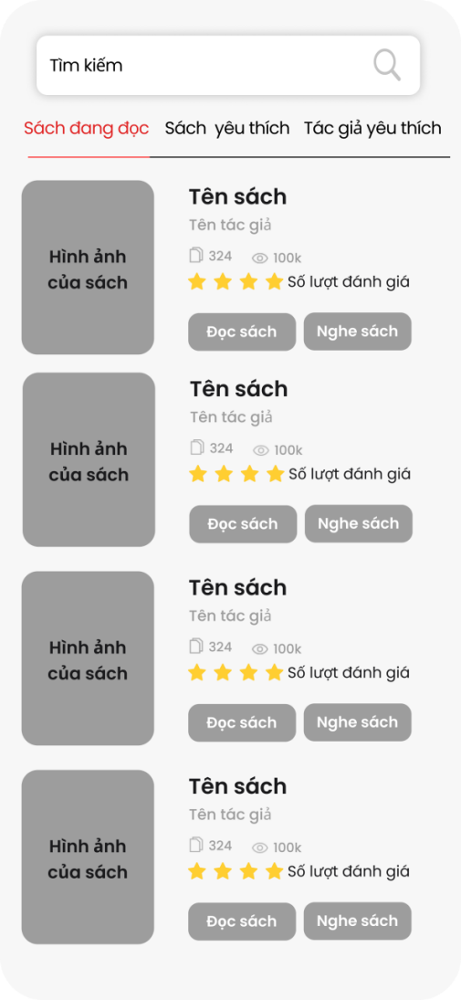 Tìm kiếm
Sách đang đọc Sách yêu thích Tác giả yêu thích
Tên sách
Tên tác giả
Hình ảnh
của sách
324 100k
Số lượt đánh giá
Đọc sách Nghe sách
Tên sách
Tên tác giả
Hình ảnh
của sách
324 100k
Số lượt đánh giá
Đọc sách Nghe sách
Tên sách
Tên tác giả
Hình ảnh
của sách
324 100k
Số lượt đánh giá
Đọc sách Nghe sách
Tên sách
Tên tác giả
Hình ảnh
của sách
324 100k
Số lượt đánh giá
Đọc sách Nghe sách